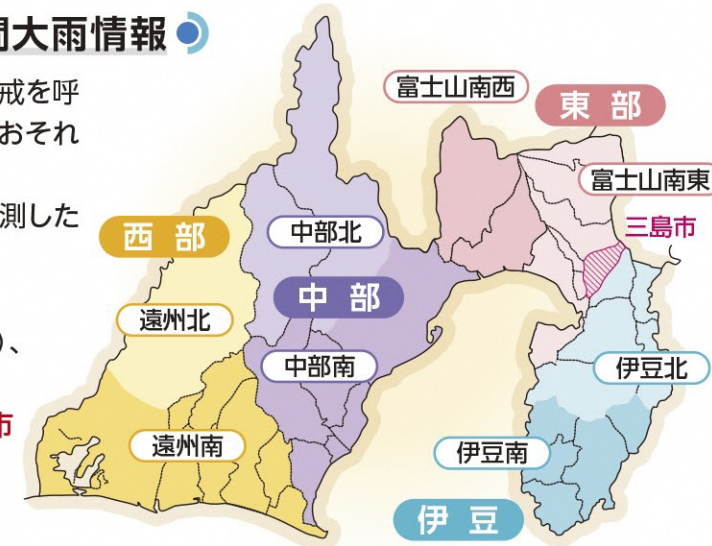 間大雨情報
戒を呼
おそれ
測した
)、
市
富士山南西
東部
富士山南東
三島市
西部
中部北
中部
遠州北
中部南
伊豆北
遠州南
伊豆南
伊豆